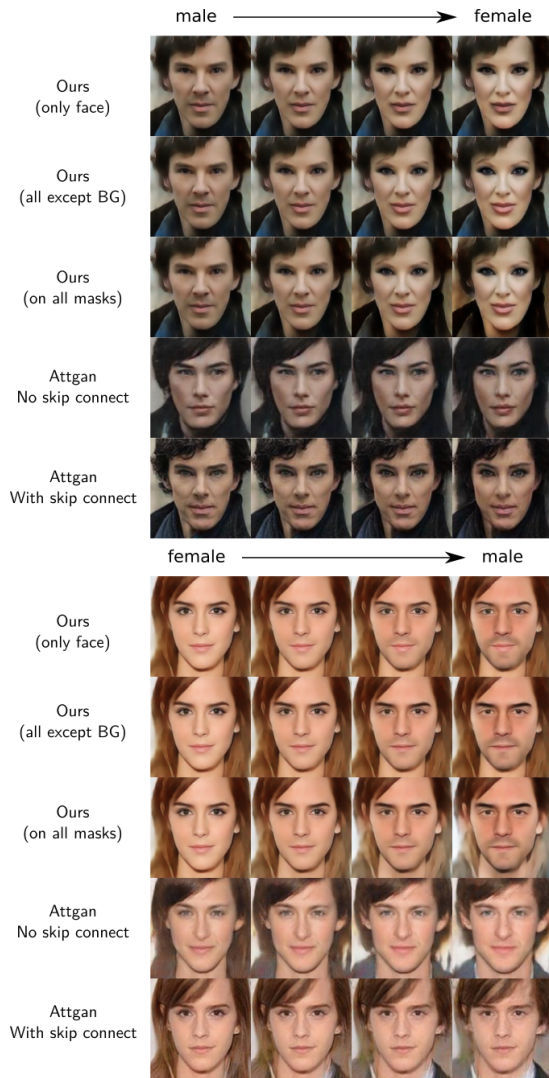 male female
Ours
(only face)
Ours
(all except BG)
Ours
(on all masks)
Attgan
No skip connect
Attgan
With skip connect
female male
Ours
(only face)
Ours
(all except BG)
Ours
(on all masks)
Attgan
No skip connect
Attgan
With skip connect